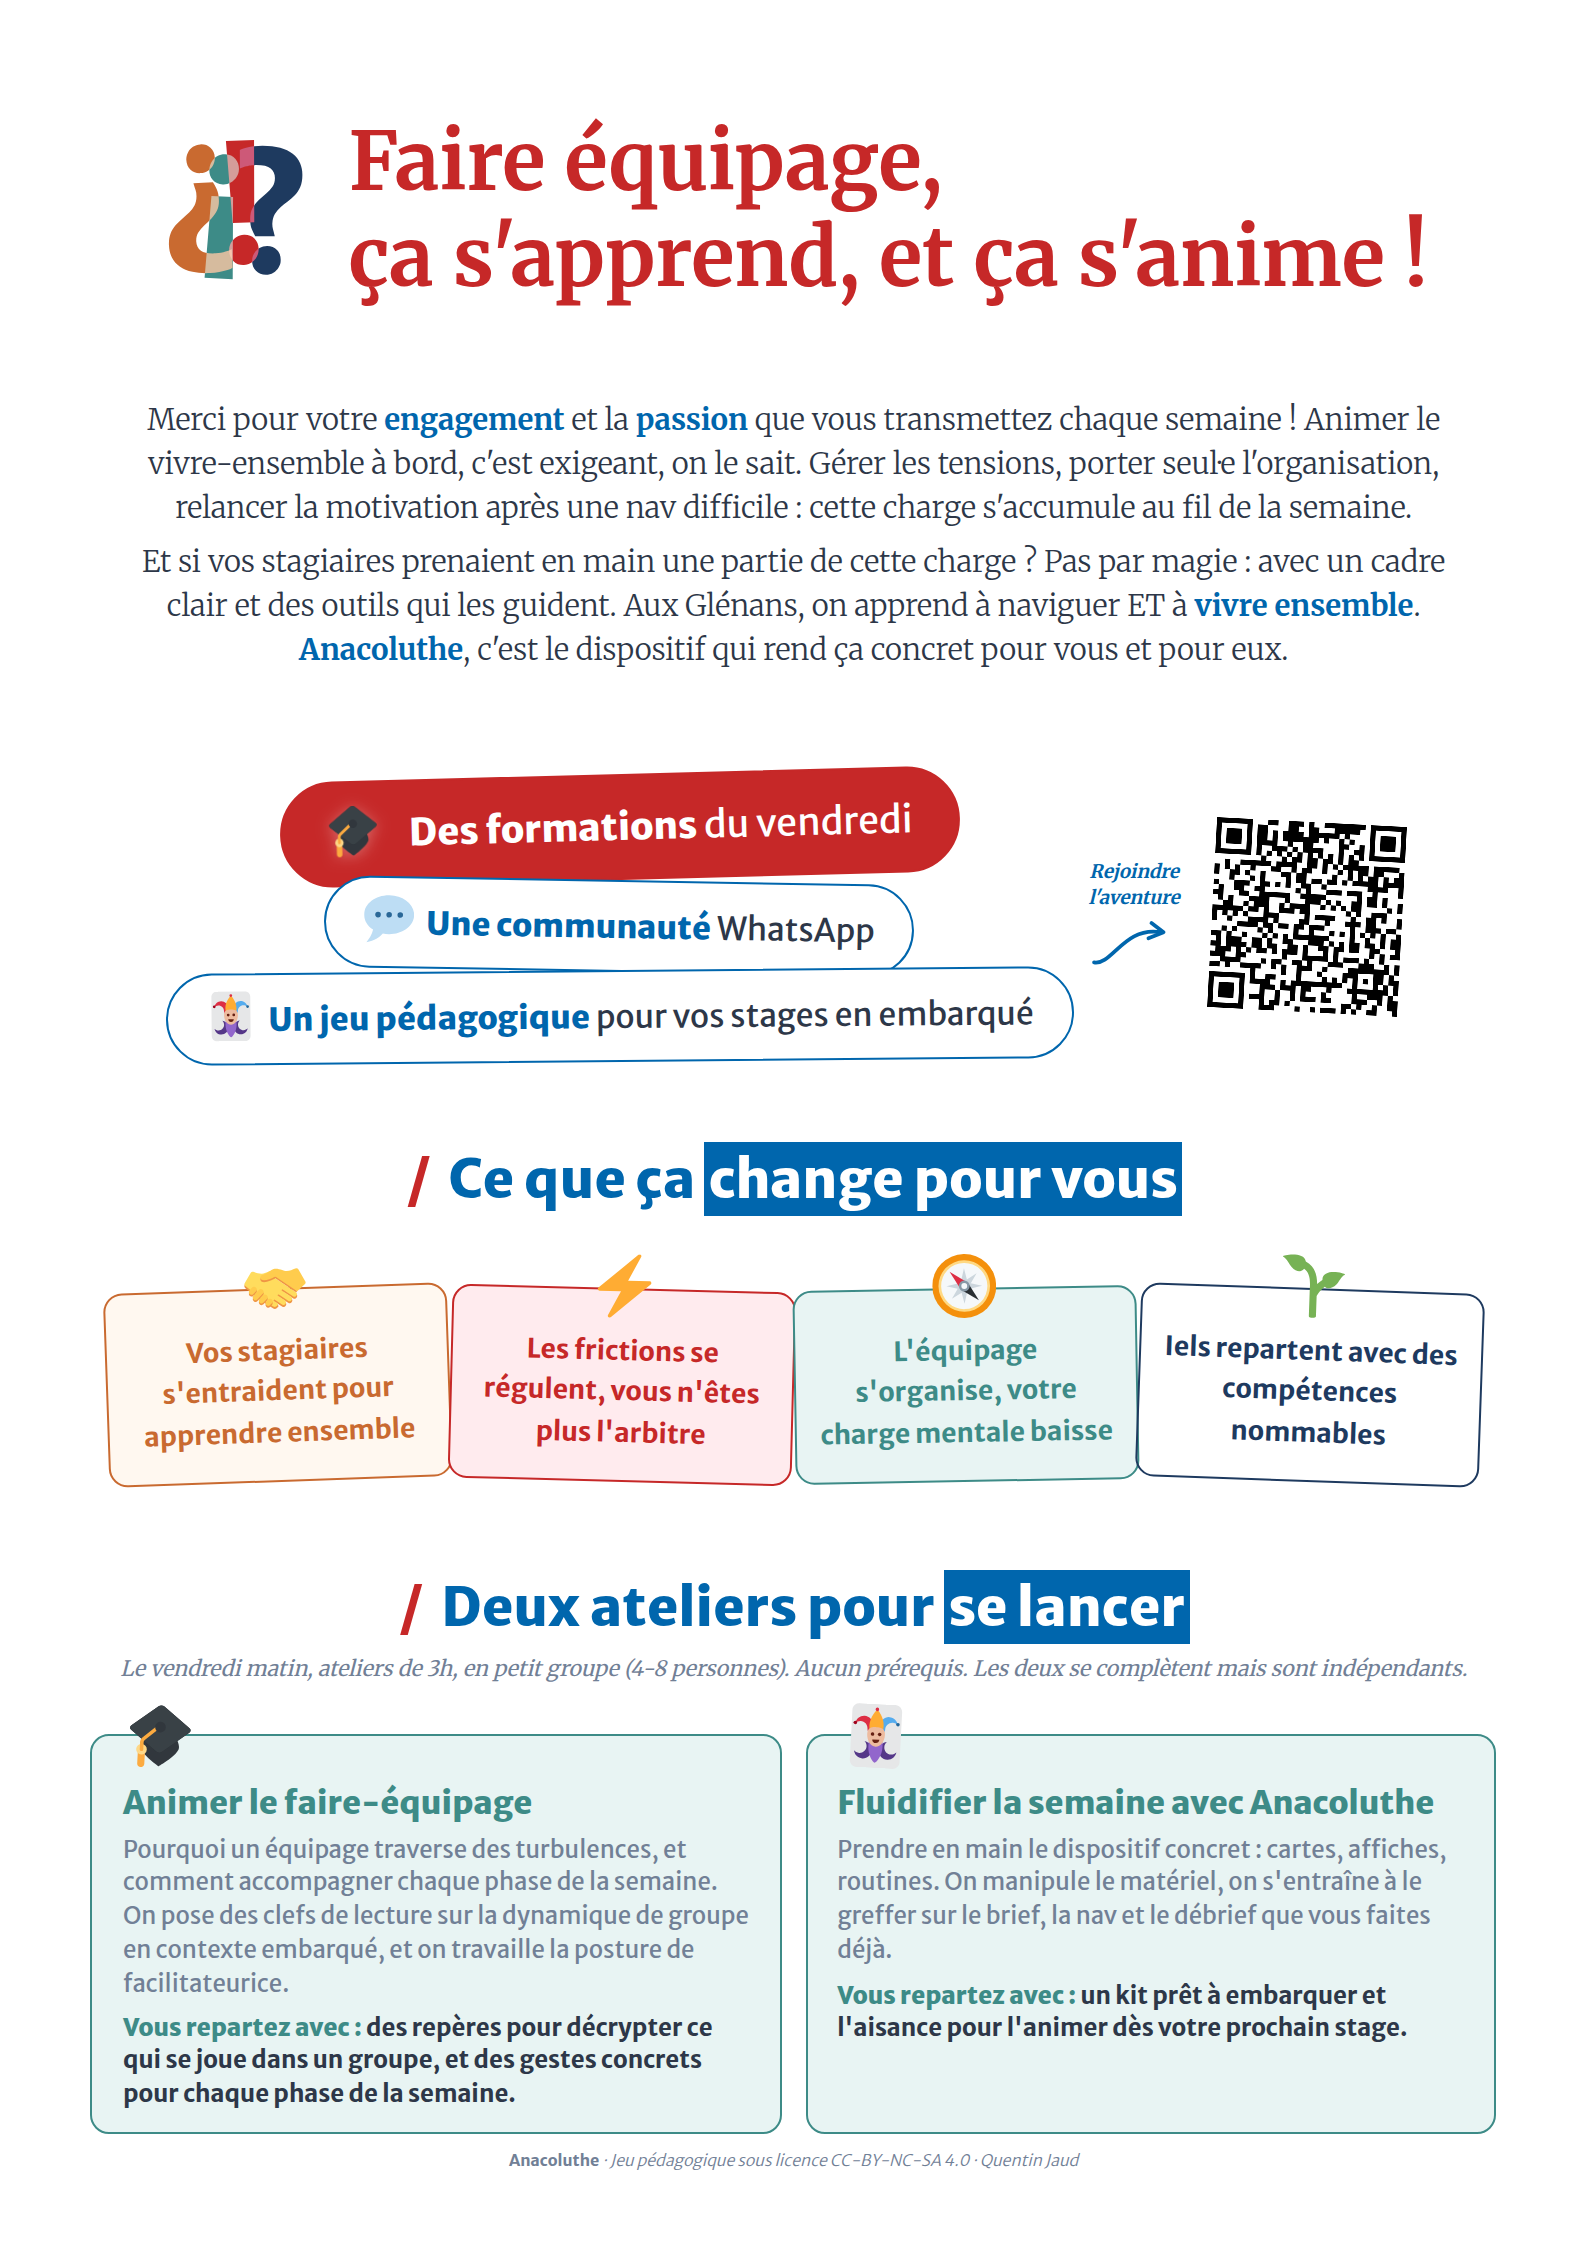 Faire équipage,
ça s'apprend, et ça s'anime !
Merci pour votre engagement et la passion que vous transmettez chaque semaine ! Animer le
vivre-ensemble à bord, c'est exigeant, on le sait. Gérer les tensions, porter seul·e l'organisation,
relancer la motivation après une nav difficile : cette charge s'accumule au fil de la semaine.
Et si vos stagiaires prenaient en main une partie de cette charge ? Pas par magie : avec un cadre
clair et des outils qui les guident. Aux Glénans, on apprend à naviguer ET à vivre ensemble.
Anacoluthe, c'est le dispositif qui rend ça concret pour vous et pour eux.
Des formations du vendredi
Une communauté WhatsApp
Un jeu pédagogique pour vos stages en embarqué
Rejoindre
l'aventure
/ Ce que ça change pour vous
Vos stagiaires
s'entraident pour
apprendre ensemble
Les frictions se
régulent, vous n'êtes
plus l'arbitre
L'équipage
s'organise, votre
charge mentale baisse
Iels repartent avec des
compétences
nommables
/ Deux ateliers pour se lancer
Le vendredi matin, ateliers de 3h, en petit groupe (4-8 personnes). Aucun prérequis. Les deux se complètent mais sont indépendants.
Animer le faire-équipage
Pourquoi un équipage traverse des turbulences, et
comment accompagner chaque phase de la semaine.
On pose des clefs de lecture sur la dynamique de groupe
en contexte embarqué, et on travaille la posture de
facilitateurice.
Vous repartez avec : des repères pour décrypter ce
qui se joue dans un groupe, et des gestes concrets
pour chaque phase de la semaine.
Fluidifier la semaine avec Anacoluthe
Prendre en main le dispositif concret : cartes, affiches,
routines. On manipule le matériel, on s'entraîne à le
greffer sur le brief, la nav et le débrief que vous faites
déjà.
Vous repartez avec : un kit prêt à embarquer et
l'aisance pour l'animer dès votre prochain stage.
Anacoluthe · Jeu pédagogique sous licence CC-BY-NC-SA 4.0 · Quentin Jaud